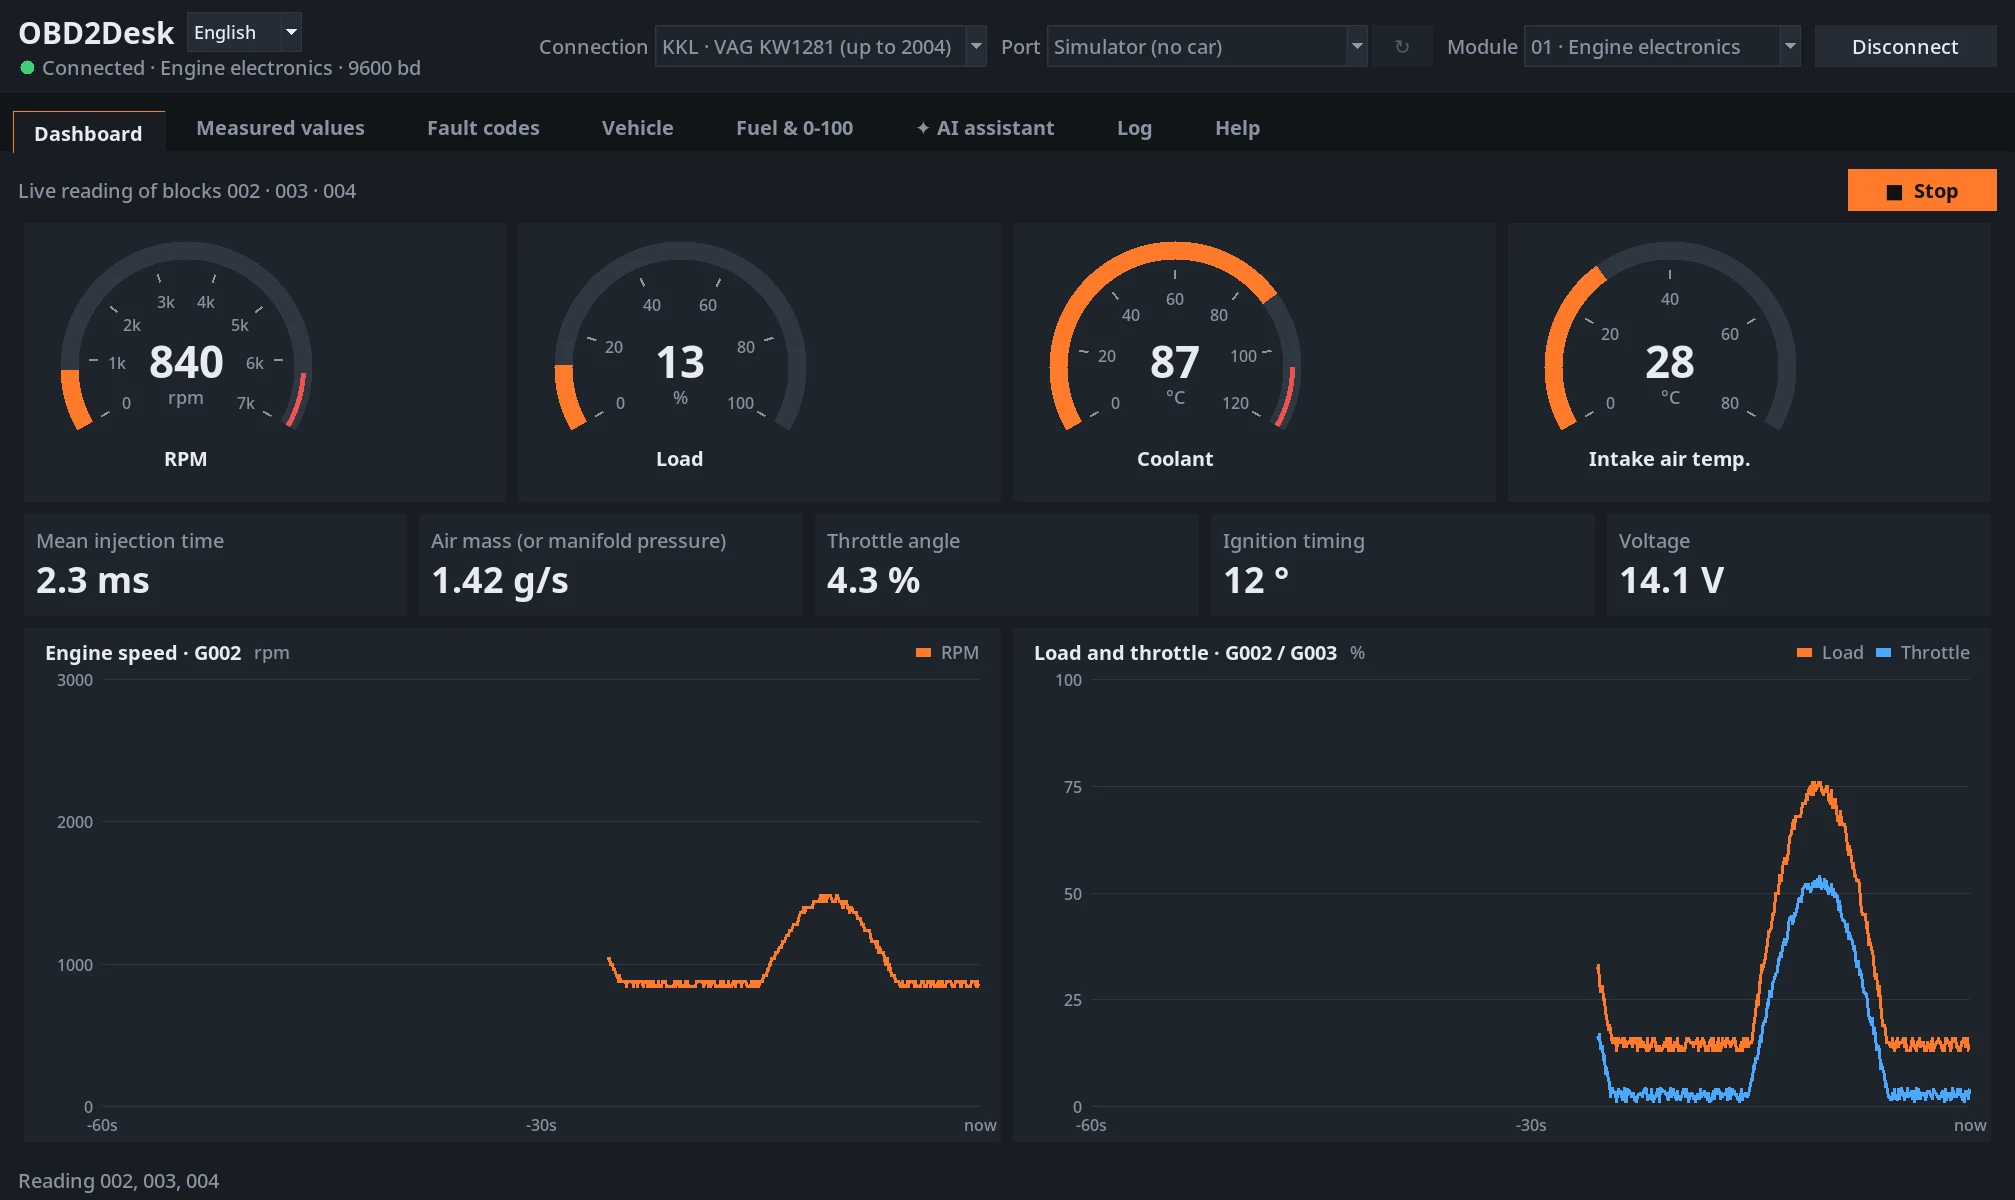 OBD2Desk English
Connected · Engine electronics · 9600 bd
Connection KKL · VAG KW1281 (up to 2004) Port Simulator (no car) ↻ Module 01 · Engine electronics Disconnect
Dashboard Measured values Fault codes Vehicle Fuel & 0-100 ✦ AI assistant Log Help
Live reading of blocks 002 · 003 · 004
■ Stop
0 1k 2k 3k 4k 5k 6k 7k
840
rpm
RPM
0 20 40 60 80 100
13
%
Load
0 20 40 60 80 100 120
87
°C
Coolant
0 20 40 60 80
28
°C
Intake air temp.
Mean injection time
2.3 ms
Air mass (or manifold pressure)
1.42 g/s
Throttle angle
4.3 %
Ignition timing
12 °
Voltage
14.1 V
Engine speed · G002 rpm
RPM
3000
2000
1000
0
-60s -30s now
Load and throttle · G002 / G003 %
Load Throttle
100
75
50
25
0
-60s -30s now
Reading 002, 003, 004